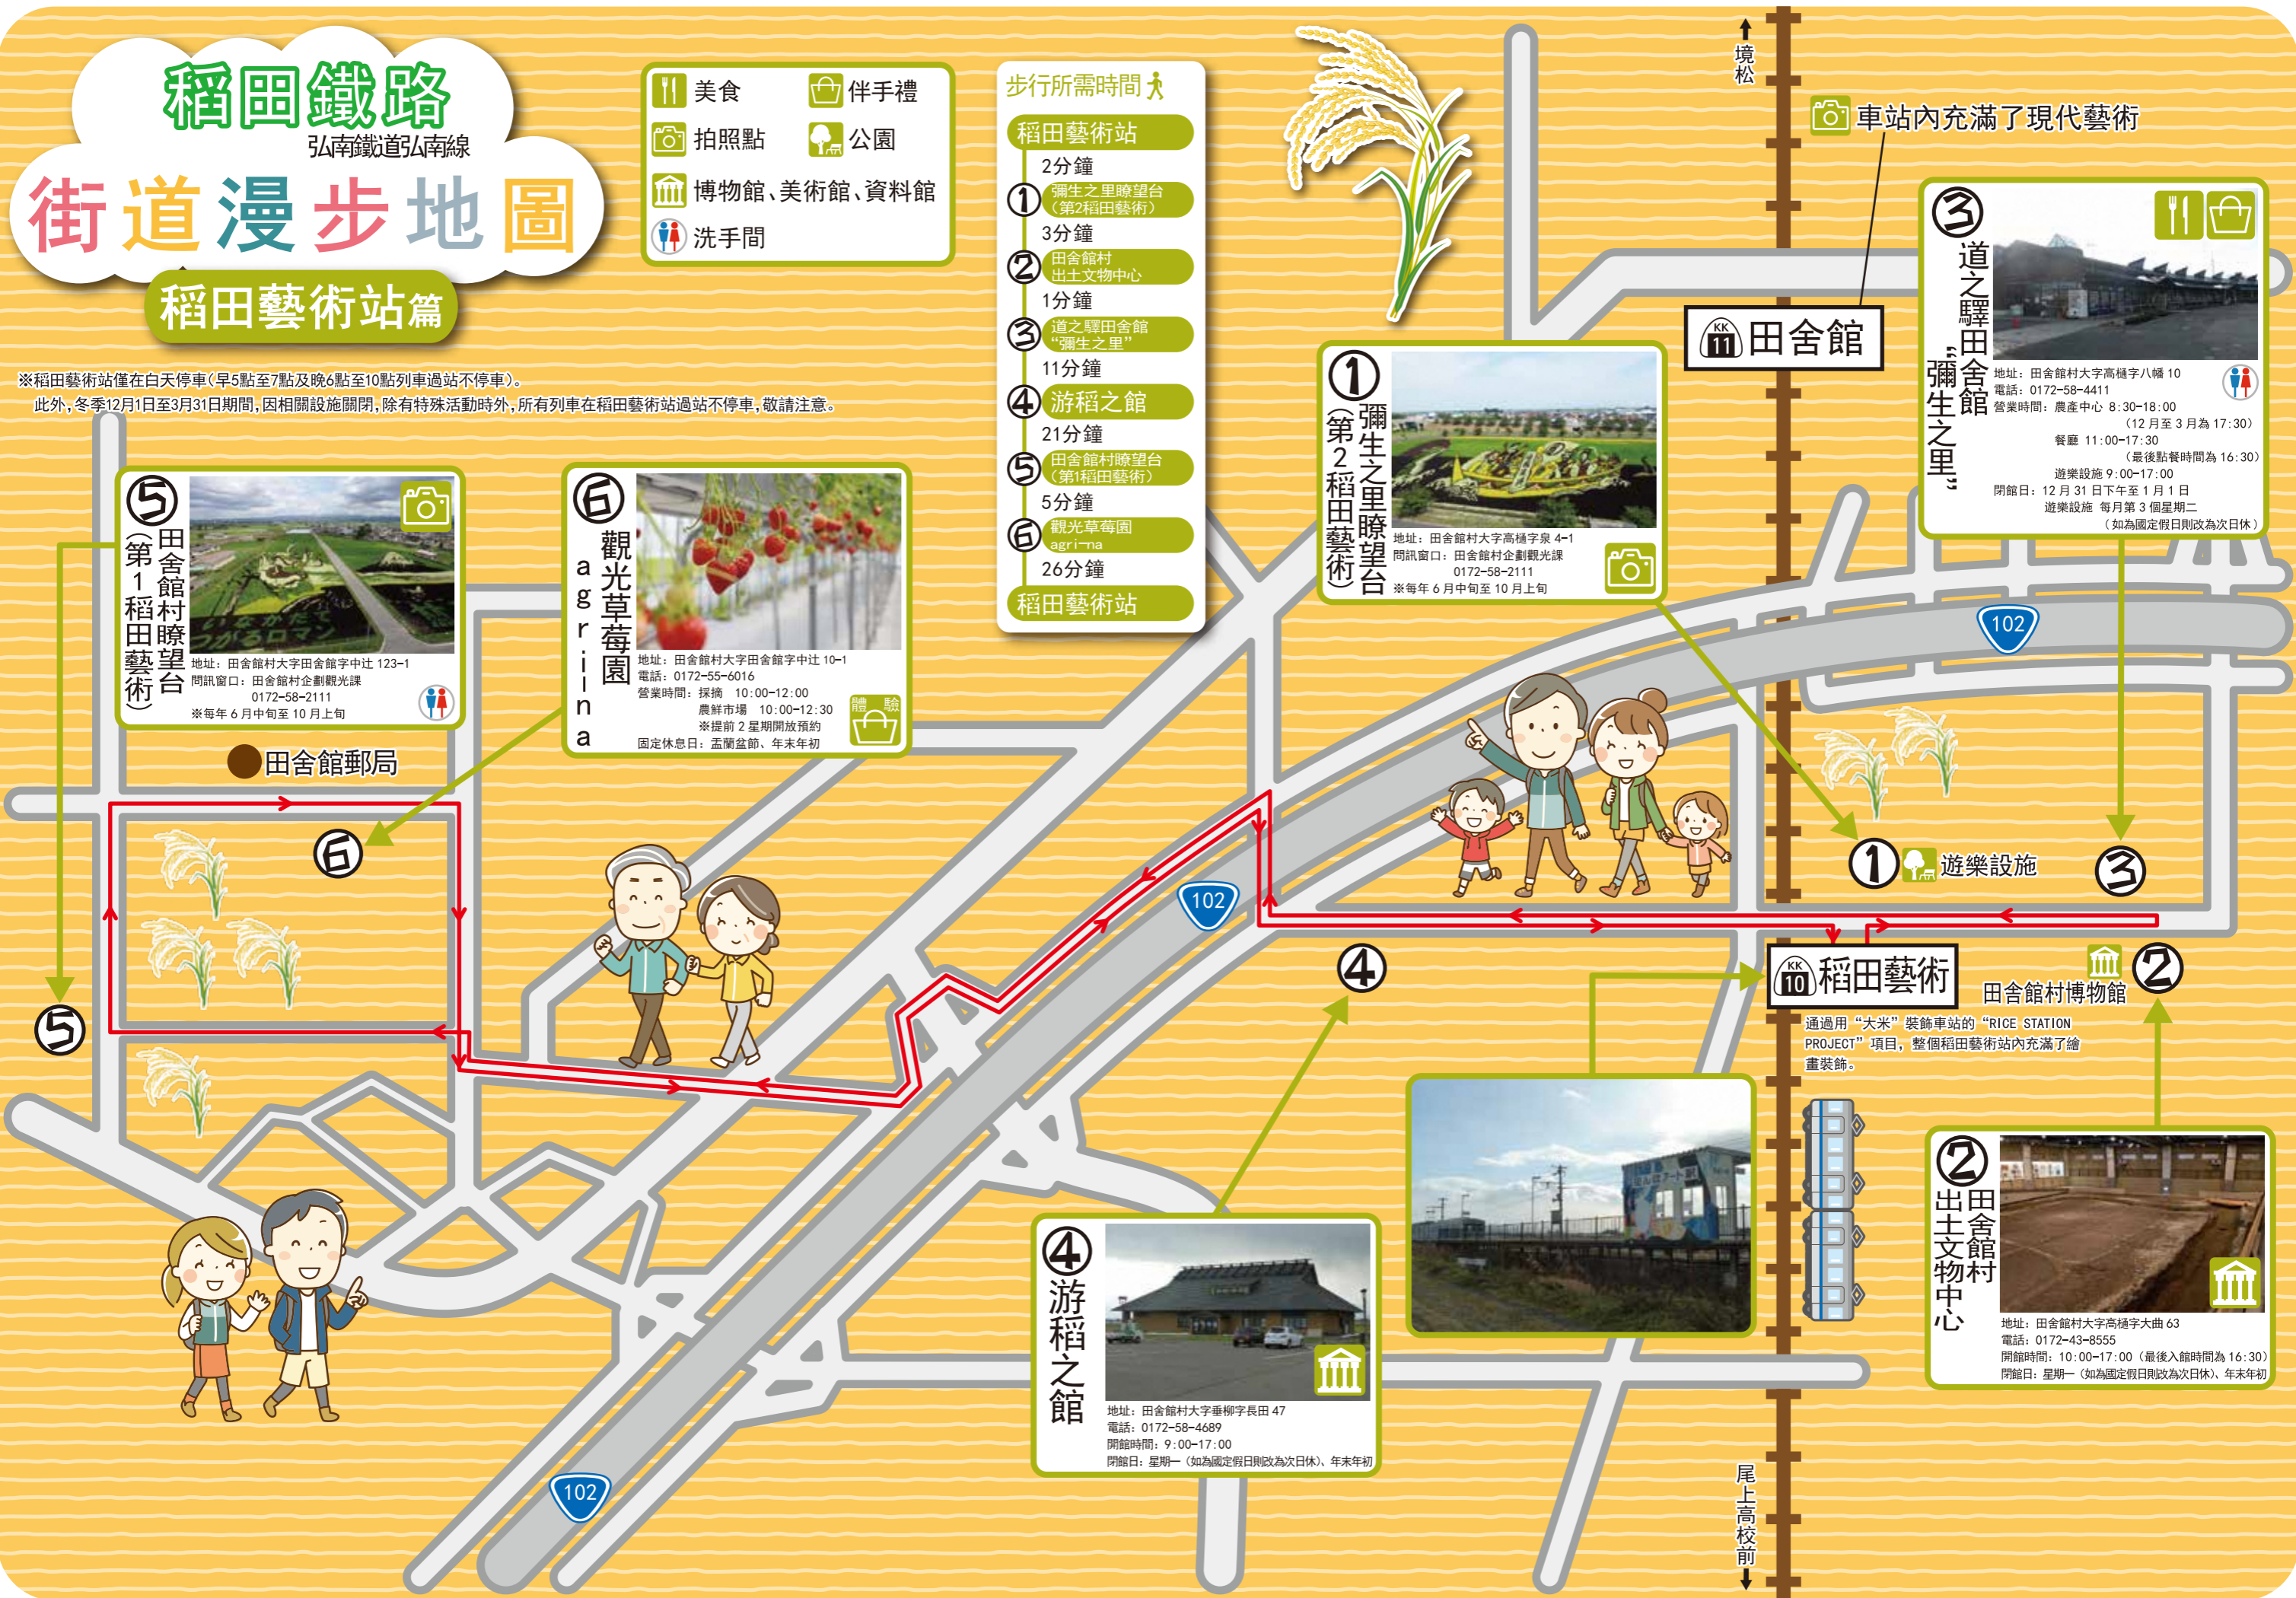 稻田鐵路
弘南鐵道弘南線
街道漫步地圖
稻田藝術站篇
※稻田藝術站僅在白天停車(早5點至7點及晚6點至10點列車過站不停車)。
此外,冬季12月1日至3月31日期間,因相關設施關閉,除有特殊活動時外,所有列車在稻田藝術站過站不停車,敬請注意。
美食
伴手禮
拍照點
公園
博物館、美術館、資料館
洗手間
步行所需時間
稻田藝術站
2分鐘
① 彌生之里瞭望台
(第2稻田藝術)
3分鐘
② 田舍館村
出土文物中心
1分鐘
③ 道之驛田舍館
“彌生之里”
11分鐘
④ 游稻之館
21分鐘
⑤ 田舍館村瞭望台
(第1稻田藝術)
5分鐘
⑥ 觀光草莓園
agri-na
26分鐘
稻田藝術站
↑境松
車站內充滿了現代藝術
KK
11
田舍館
③
道之驛田舍館
“彌生之里”
地址: 田舍館村大字高樋字八幡 10
電話: 0172-58-4411
營業時間: 農產中心 8:30-18:00
(12 月至 3 月為 17:30)
餐廳 11:00-17:30
(最後點餐時間為 16:30)
遊樂設施 9:00-17:00
閉館日: 12 月 31 日下午至 1 月 1 日
遊樂設施 每月第 3 個星期二
(如為國定假日則改為次日休)
①
彌生之里瞭望台
(第2稻田藝術)
地址: 田舍館村大字高樋字泉 4-1
問訊窗口: 田舍館村企劃觀光課
0172-58-2111
※每年 6 月中旬至 10 月上旬
⑤
田舍館村瞭望台
(第1稻田藝術)
いなかだて
つがるロマン
地址: 田舍館村大字田舍館字中辻 123-1
問訊窗口: 田舍館村企劃觀光課
0172-58-2111
※每年 6 月中旬至 10 月上旬
⑥
觀光草莓園
agri-na
地址: 田舍館村大字田舍館字中辻 10-1
電話: 0172-55-6016
營業時間: 採摘 10:00-12:00
農鮮市場 10:00-12:30
※提前 2 星期開放預約
固定休息日: 盂蘭盆節、年末年初
體驗
田舍館郵局
102
102
102
⑥
⑤
④
①
遊樂設施
③
②
田舍館村博物館
KK
10
稻田藝術
通過用“大米”裝飾車站的“RICE STATION
PROJECT”項目, 整個稻田藝術站內充滿了繪
畫裝飾。
④
游稻之館
地址: 田舍館村大字垂柳字長田 47
電話: 0172-58-4689
開館時間: 9:00-17:00
閉館日: 星期一(如為國定假日則改為次日休)、年末年初
②
田舍館村
出土文物中心
地址: 田舍館村大字高樋字大曲 63
電話: 0172-43-8555
開館時間: 10:00-17:00 (最後入館時間為 16:30)
閉館日: 星期一(如為國定假日則改為次日休)、年末年初
尾上高校前↓